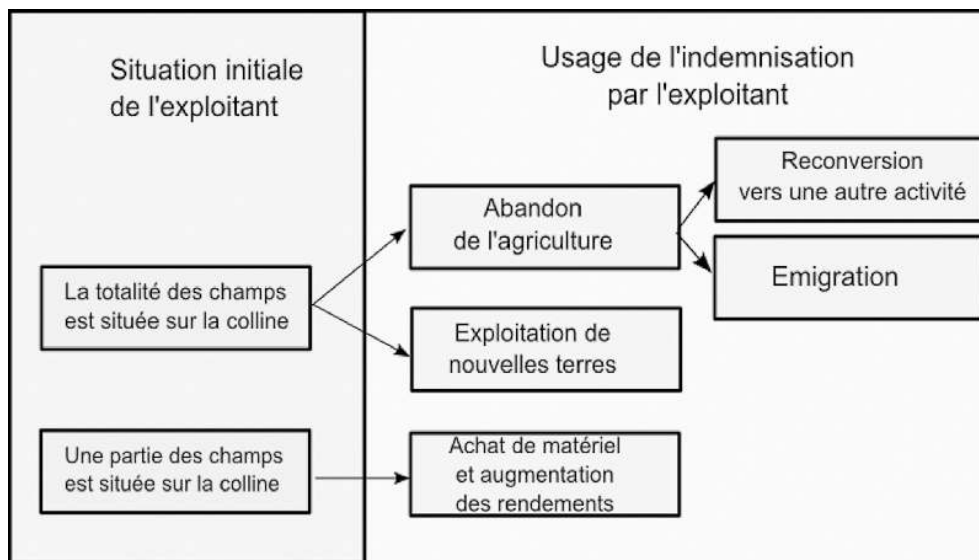 Situation initiale
de l'exploitant
Usage de l'indemnisation
par l'exploitant
La totalité des champs
est située sur la colline
Abandon
de l'agriculture
Reconversion
vers une autre activité
Emigration
Exploitation de
nouvelles terres
Une partie des champs
est située sur la colline
Achat de matériel
et augmentation
des rendements